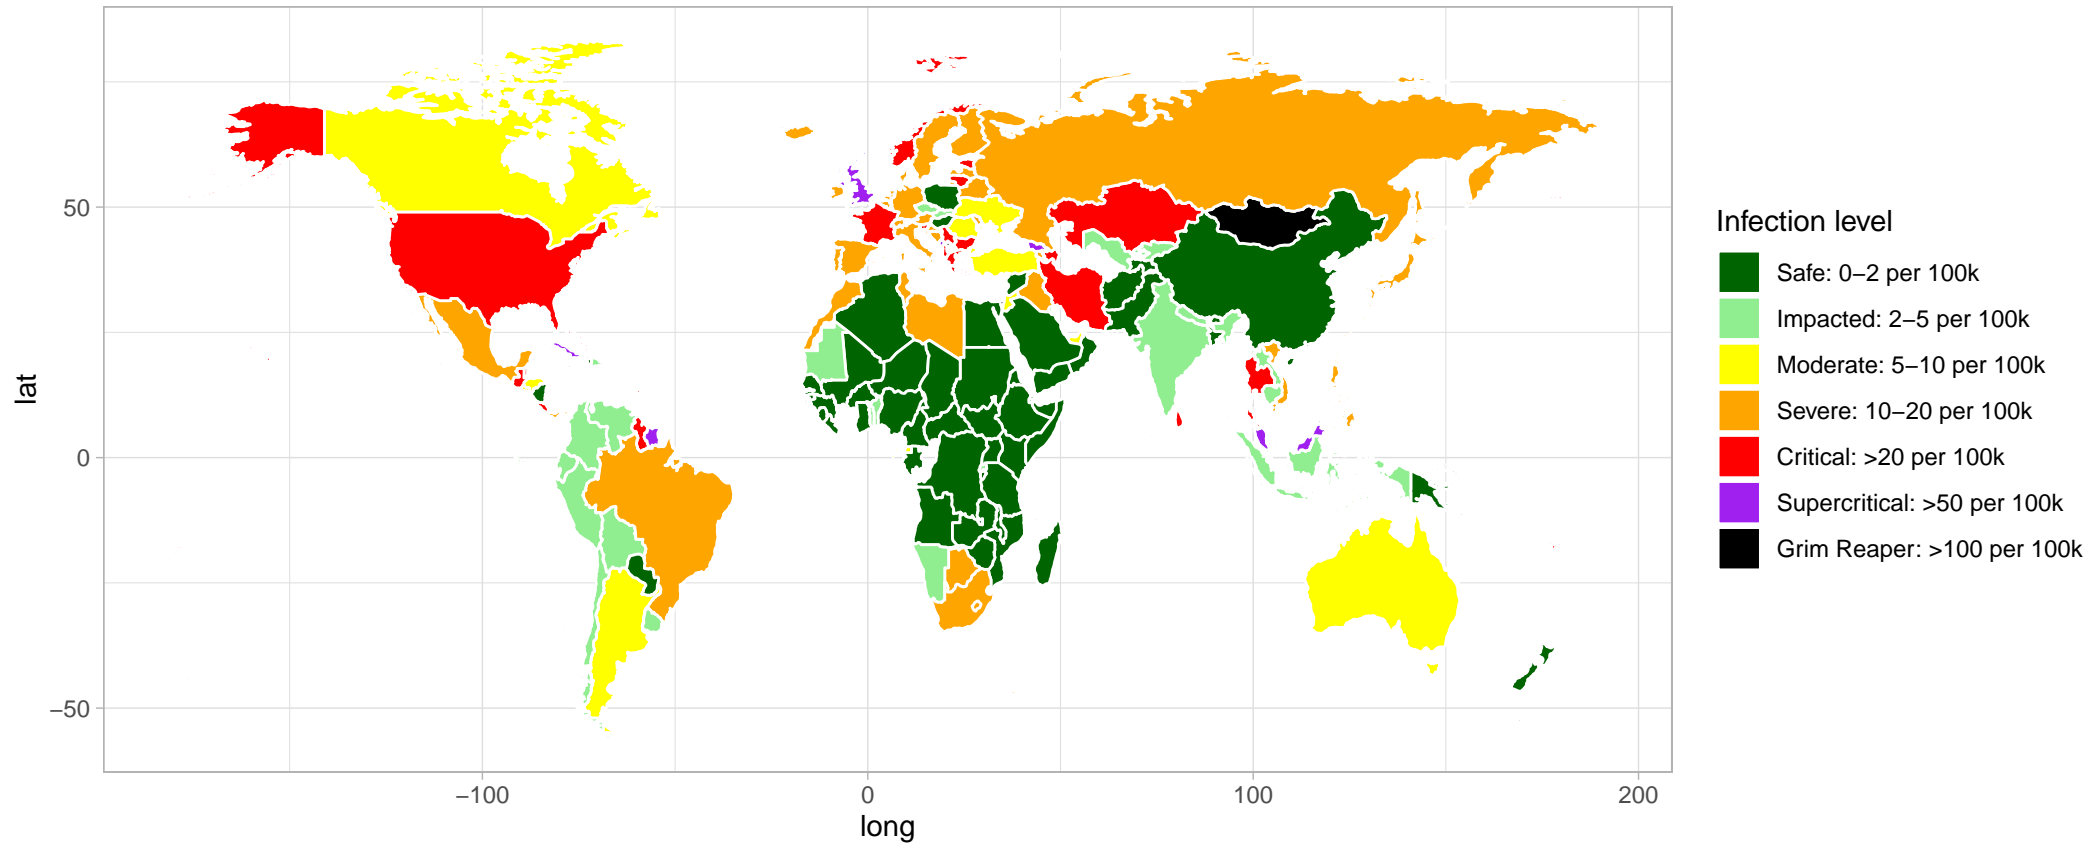 50
0
−50
lat
−100
0
100
200
long
Infection level
Safe: 0−2 per 100k
Impacted: 2−5 per 100k
Moderate: 5−10 per 100k
Severe: 10−20 per 100k
Critical: >20 per 100k
Supercritical: >50 per 100k
Grim Reaper: >100 per 100k